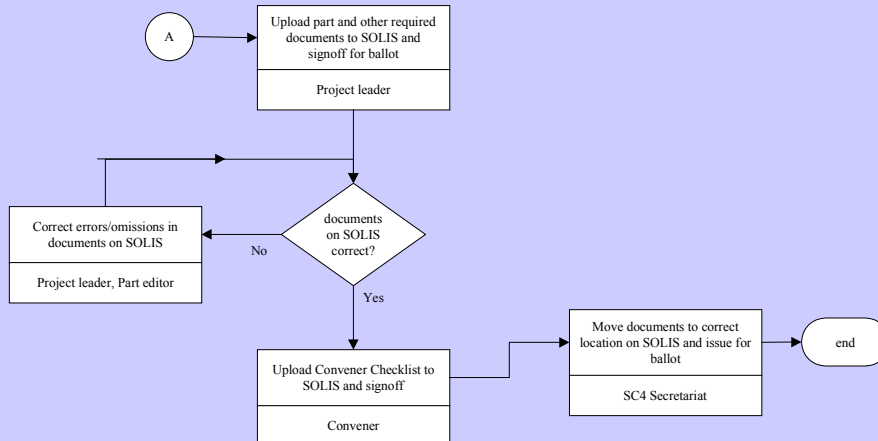 A
Upload part and other required
documents to SOLIS and
signoff for ballot
Project leader
documents
on SOLIS
correct?
No
Correct errors/omissions in
documents on SOLIS
Project leader, Part editor
Yes
Upload Convener Checklist to
SOLIS and signoff
Convener
Move documents to correct
location on SOLIS and issue for
ballot
SC4 Secretariat
end